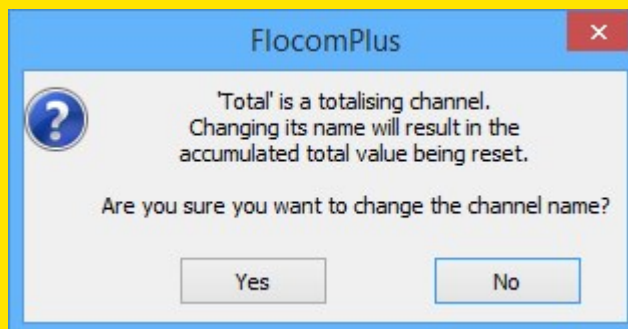 FlocomPlus
'Total' is a totalising channel.
Changing its name will result in the
accumulated total value being reset.
Are you sure you want to change the channel name?
Yes
No